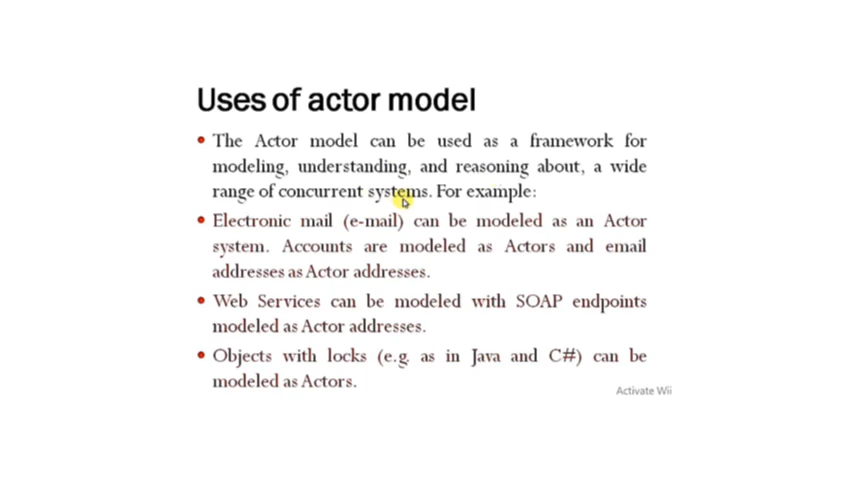 Uses of actor model
• The Actor model can be used as a framework for
modeling, understanding, and reasoning about, a wide
range of concurrent systems. For example:
• Electronic mail (e-mail) can be modeled as an Actor
system. Accounts are modeled as Actors and email
addresses as Actor addresses.
• Web Services can be modeled with SOAP endpoints
modeled as Actor addresses.
• Objects with locks (e.g. as in Java and C#) can be
modeled as Actors.
Activate Wi